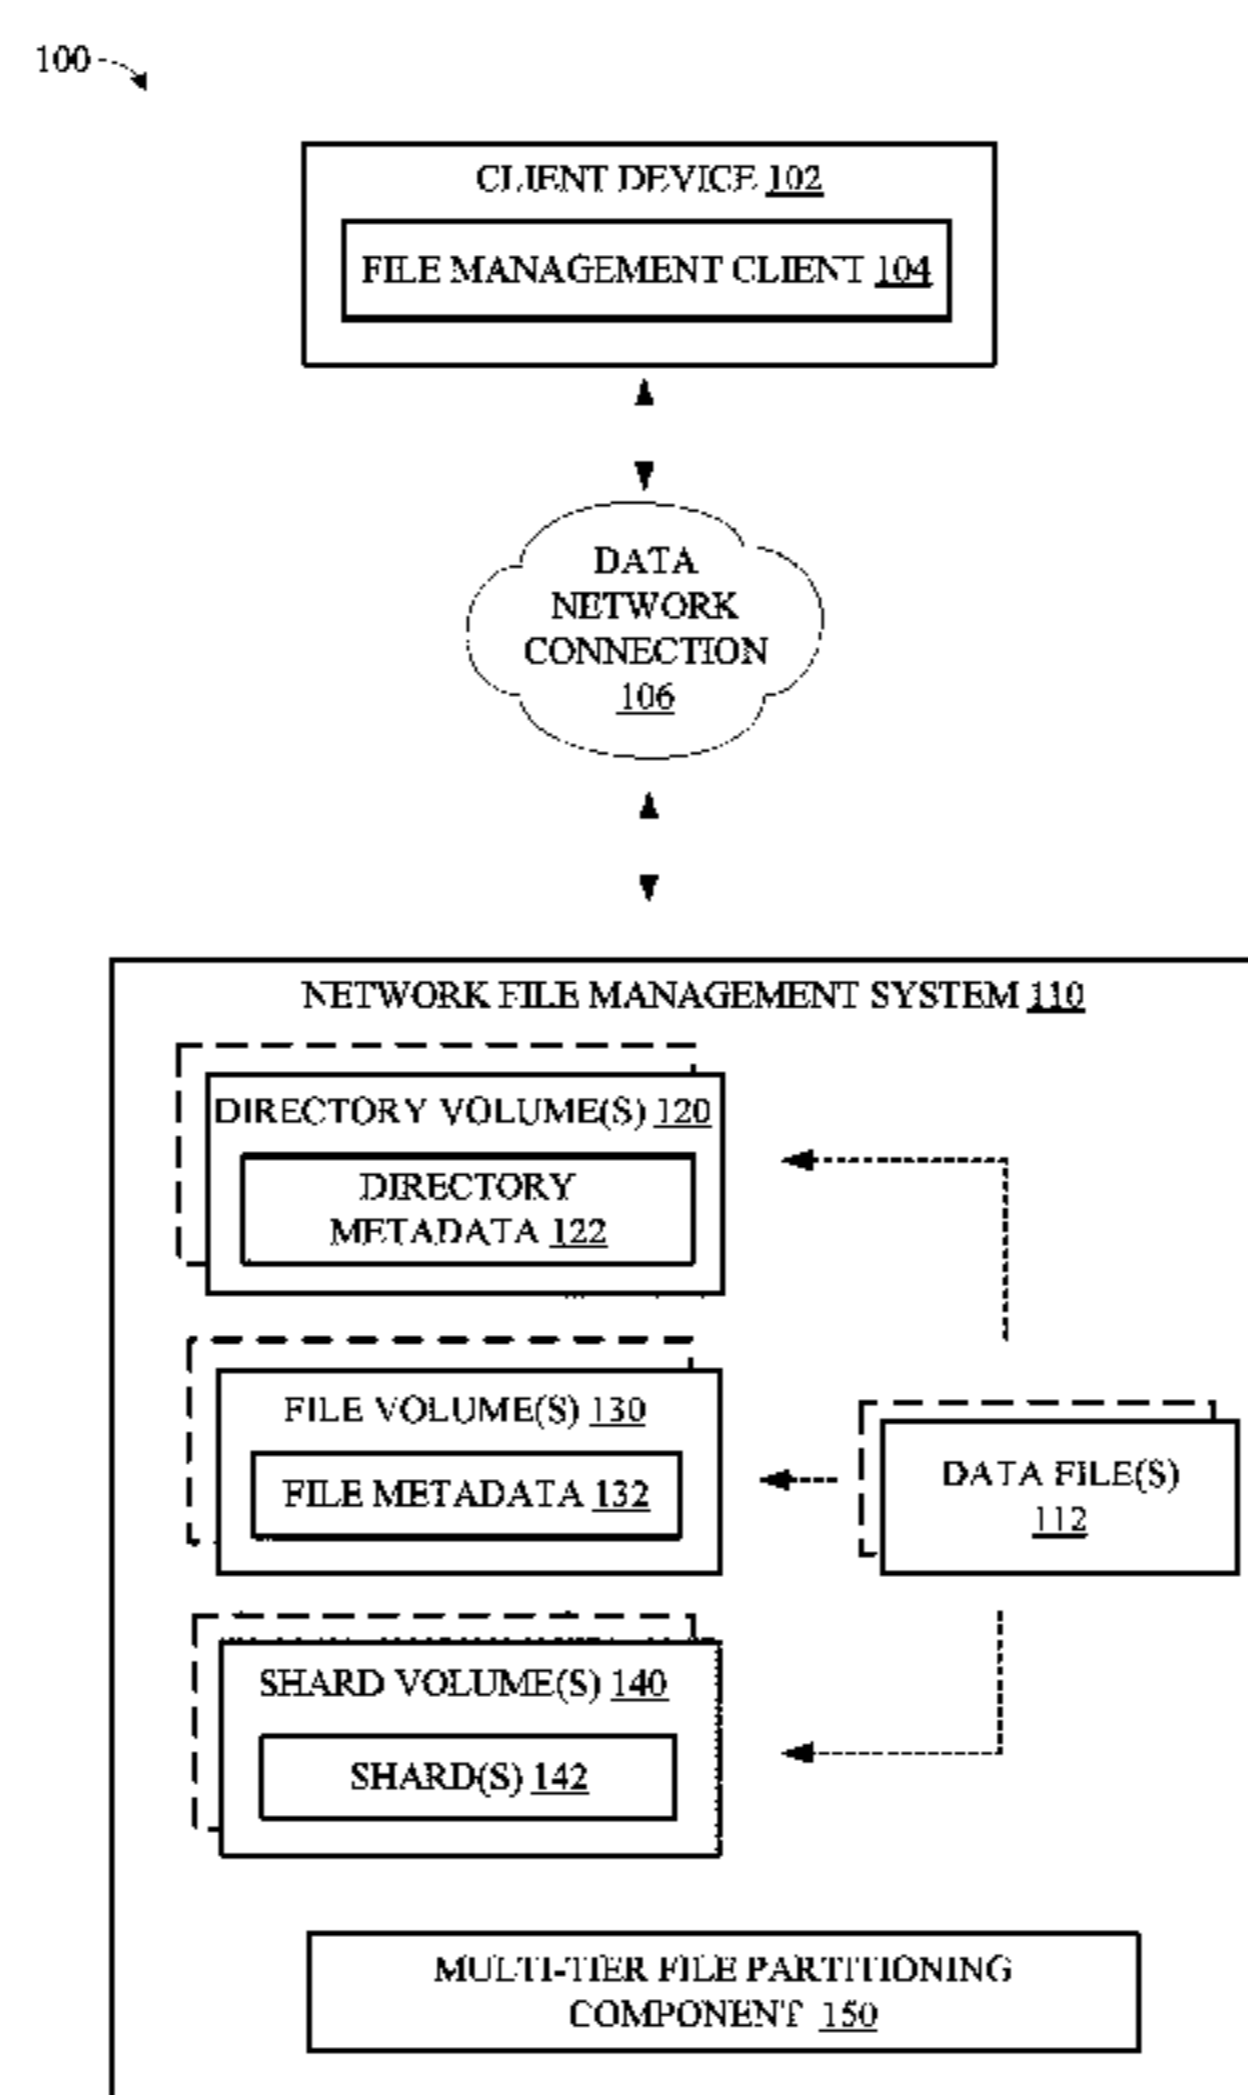 100
CLIENT DEVICE 102
FILE MANAGEMENT CLIENT 104
DATA
NETWORK
CONNECTION
106
NETWORK FILE MANAGEMENT SYSTEM 110
DIRECTORY VOLUME(S) 120
DIRECTORY
METADATA 122
FILE VOLUME(S) 130
FILE METADATA 132
DATA FILE(S)
112
SHARD VOLUME(S) 140
SHARD(S) 142
MULTI-TIER FILE PARTITIONING
COMPONENT 150